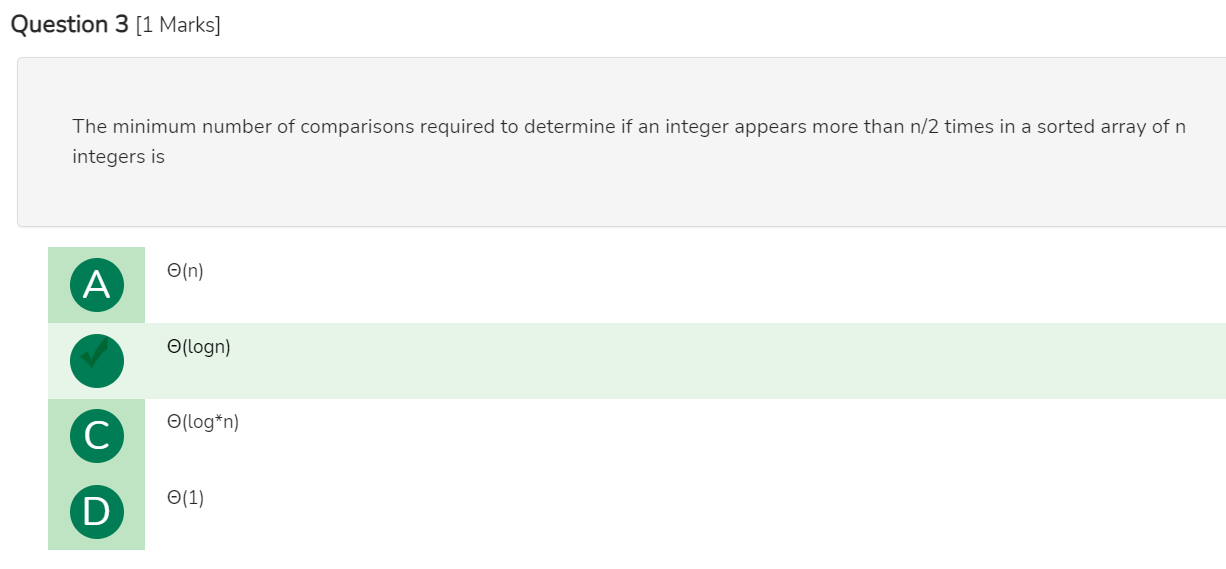 Question 3 [1 Marks]
The minimum number of comparisons required to determine if an integer appears more than n/2 times in a sorted array of n
integers is
A Θ(n)
Θ(logn)
C Θ(log*n)
D Θ(1)